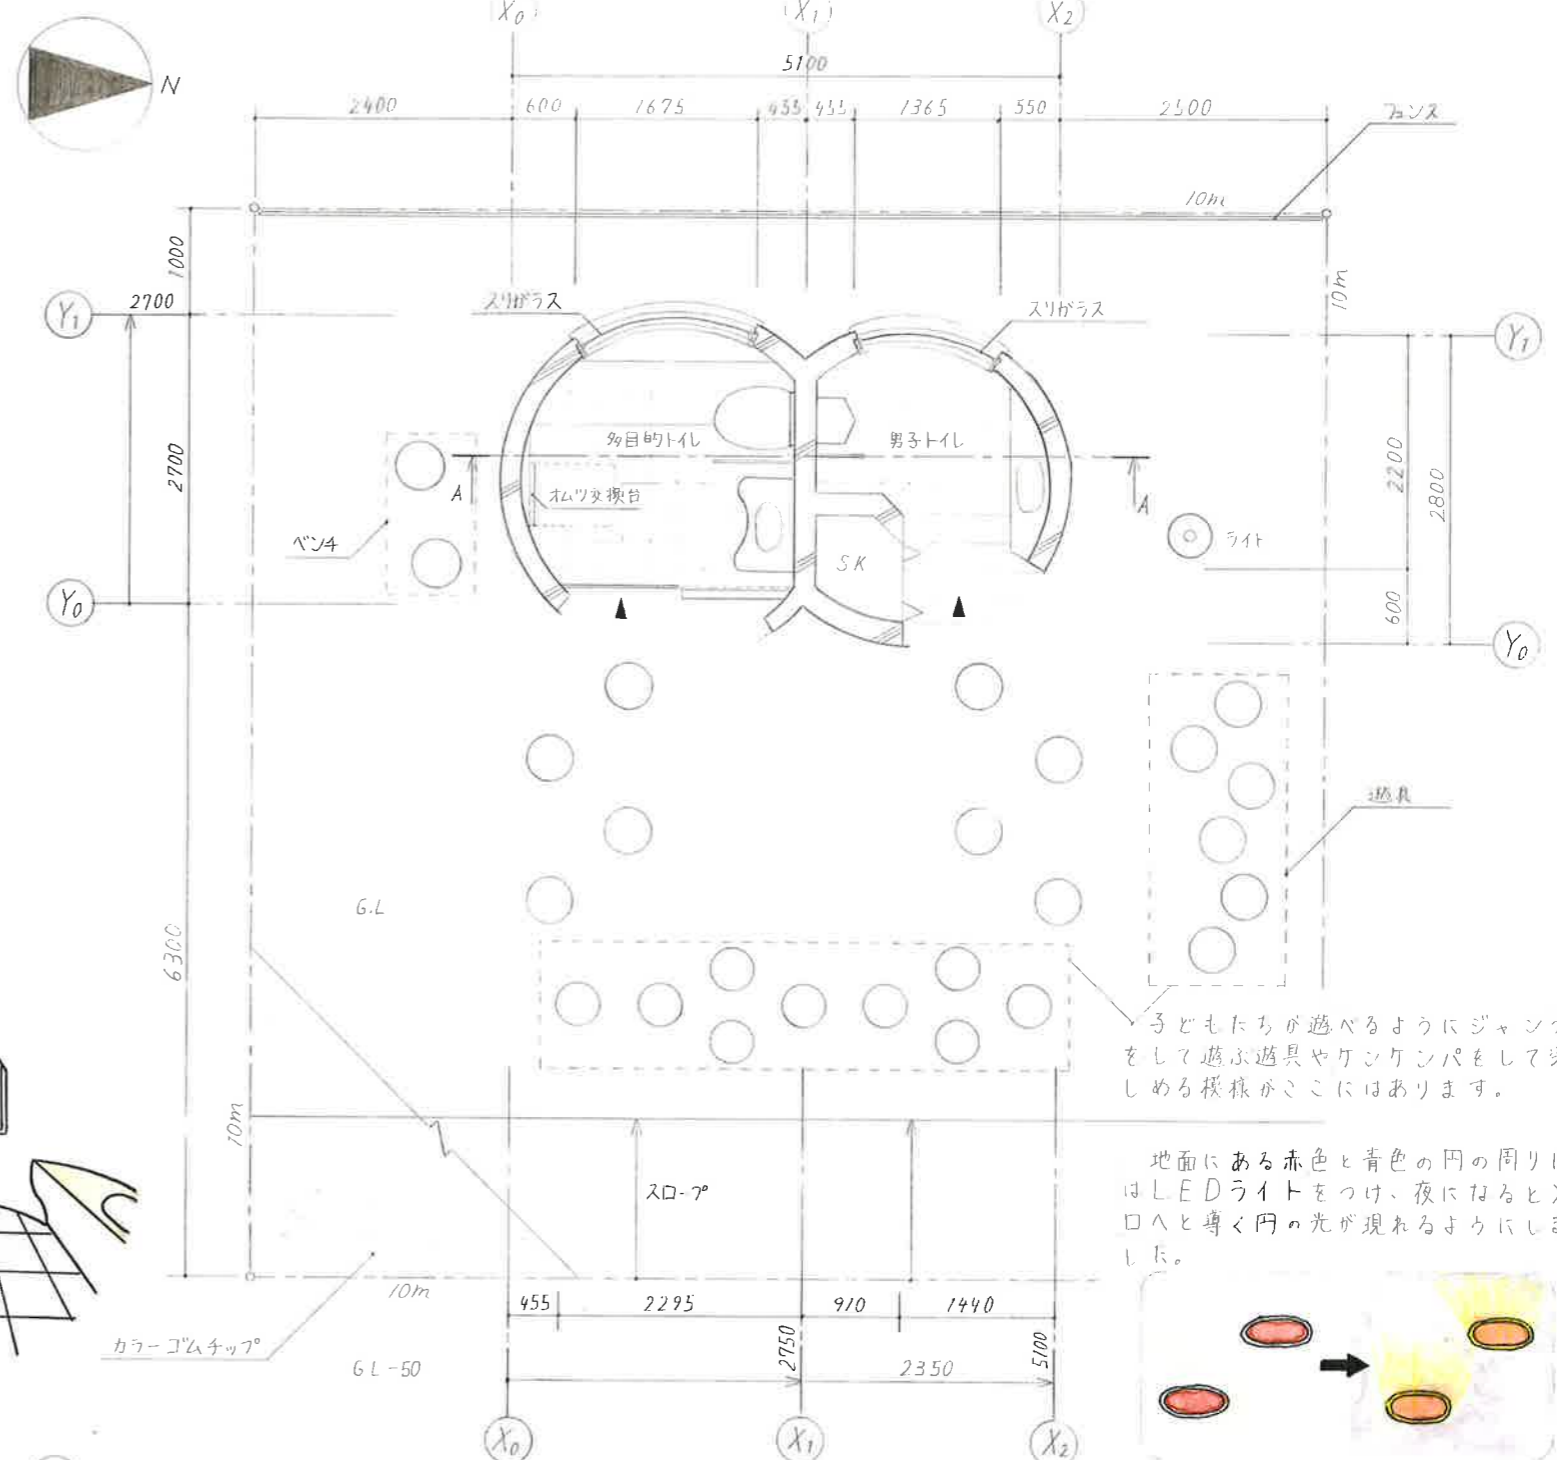 X₀
X₁
X₂
N
5100
2400
600
1675
455
455
1365
550
2500
フェンス
10m
1000
10m
Y₁
2700
スリガラス
スリガラス
Y₁
多目的トイレ
男子トイレ
2700
A
オムツ交換台
A
2200
2800
ベンチ
SK
ライト
Y₀
600
Y₀
遊具
G.L
6300
子どもたちが遊べるようにジャン
をして遊ぶ遊具やケンケンパをして
しめる模様がここにはあります。
10m
地面にある赤色と青色の円の周りに
はLEDライトをつけ、夜になると
口へと導く円の光が現れるようにしま
した。
スロープ
10m
455
2295
910
1440
カラーゴムチップ
GL-50
2750
2350
5100
X₀
X₁
X₂